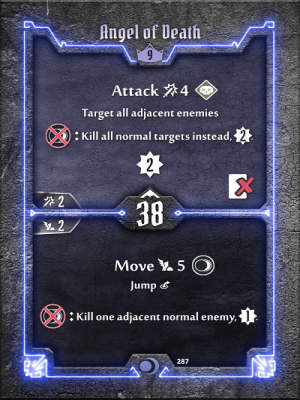 Angel of Death
9
Attack 4
Target all adjacent enemies
: Kill all normal targets instead, 2.
2
2
38
2
Move 5
Jump
: Kill one adjacent normal enemy, 1.
287